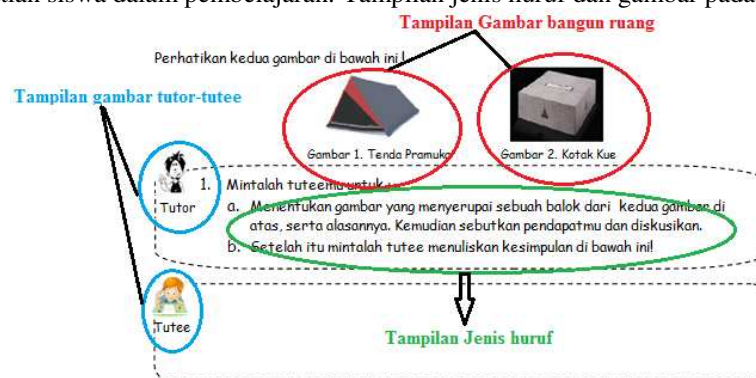 siswa dalam pembelajaran. Tampilan jenis huruf dan gambar pada
Tampilan Gambar bangun ruang
Perhatikan kedua gambar di bawah ini !
Tampilan gambar tutor-tutee
Gambar 1. Tenda Pramuka
Gambar 2. Kotak Kue
Tutor
1. Mintalah tuteemu untuk :
a. Menentukan gambar yang menyerupai sebuah balok dari kedua gambar di
atas, serta alasannya. Kemudian sebutkan pendapatmu dan diskusikan.
b. Setelah itu mintalah tutee menuliskan kesimpulan di bawah ini!
Tutee
Tampilan Jenis huruf